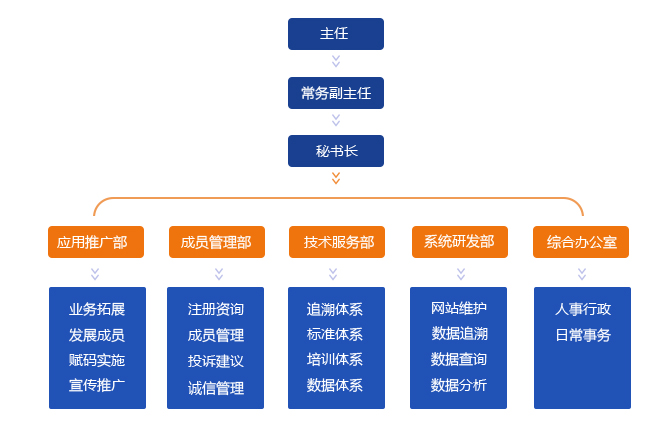 主任
常务副主任
秘书长
应用推广部
成员管理部
技术服务部
系统研发部
综合办公室
业务拓展
发展成员
赋码实施
宣传推广
注册资询
成员管理
投诉建议
诚信管理
追溯体系
标准体系
培训体系
数据体系
网站维护
数据追溯
数据查询
数据分析
人事行政
日常事务